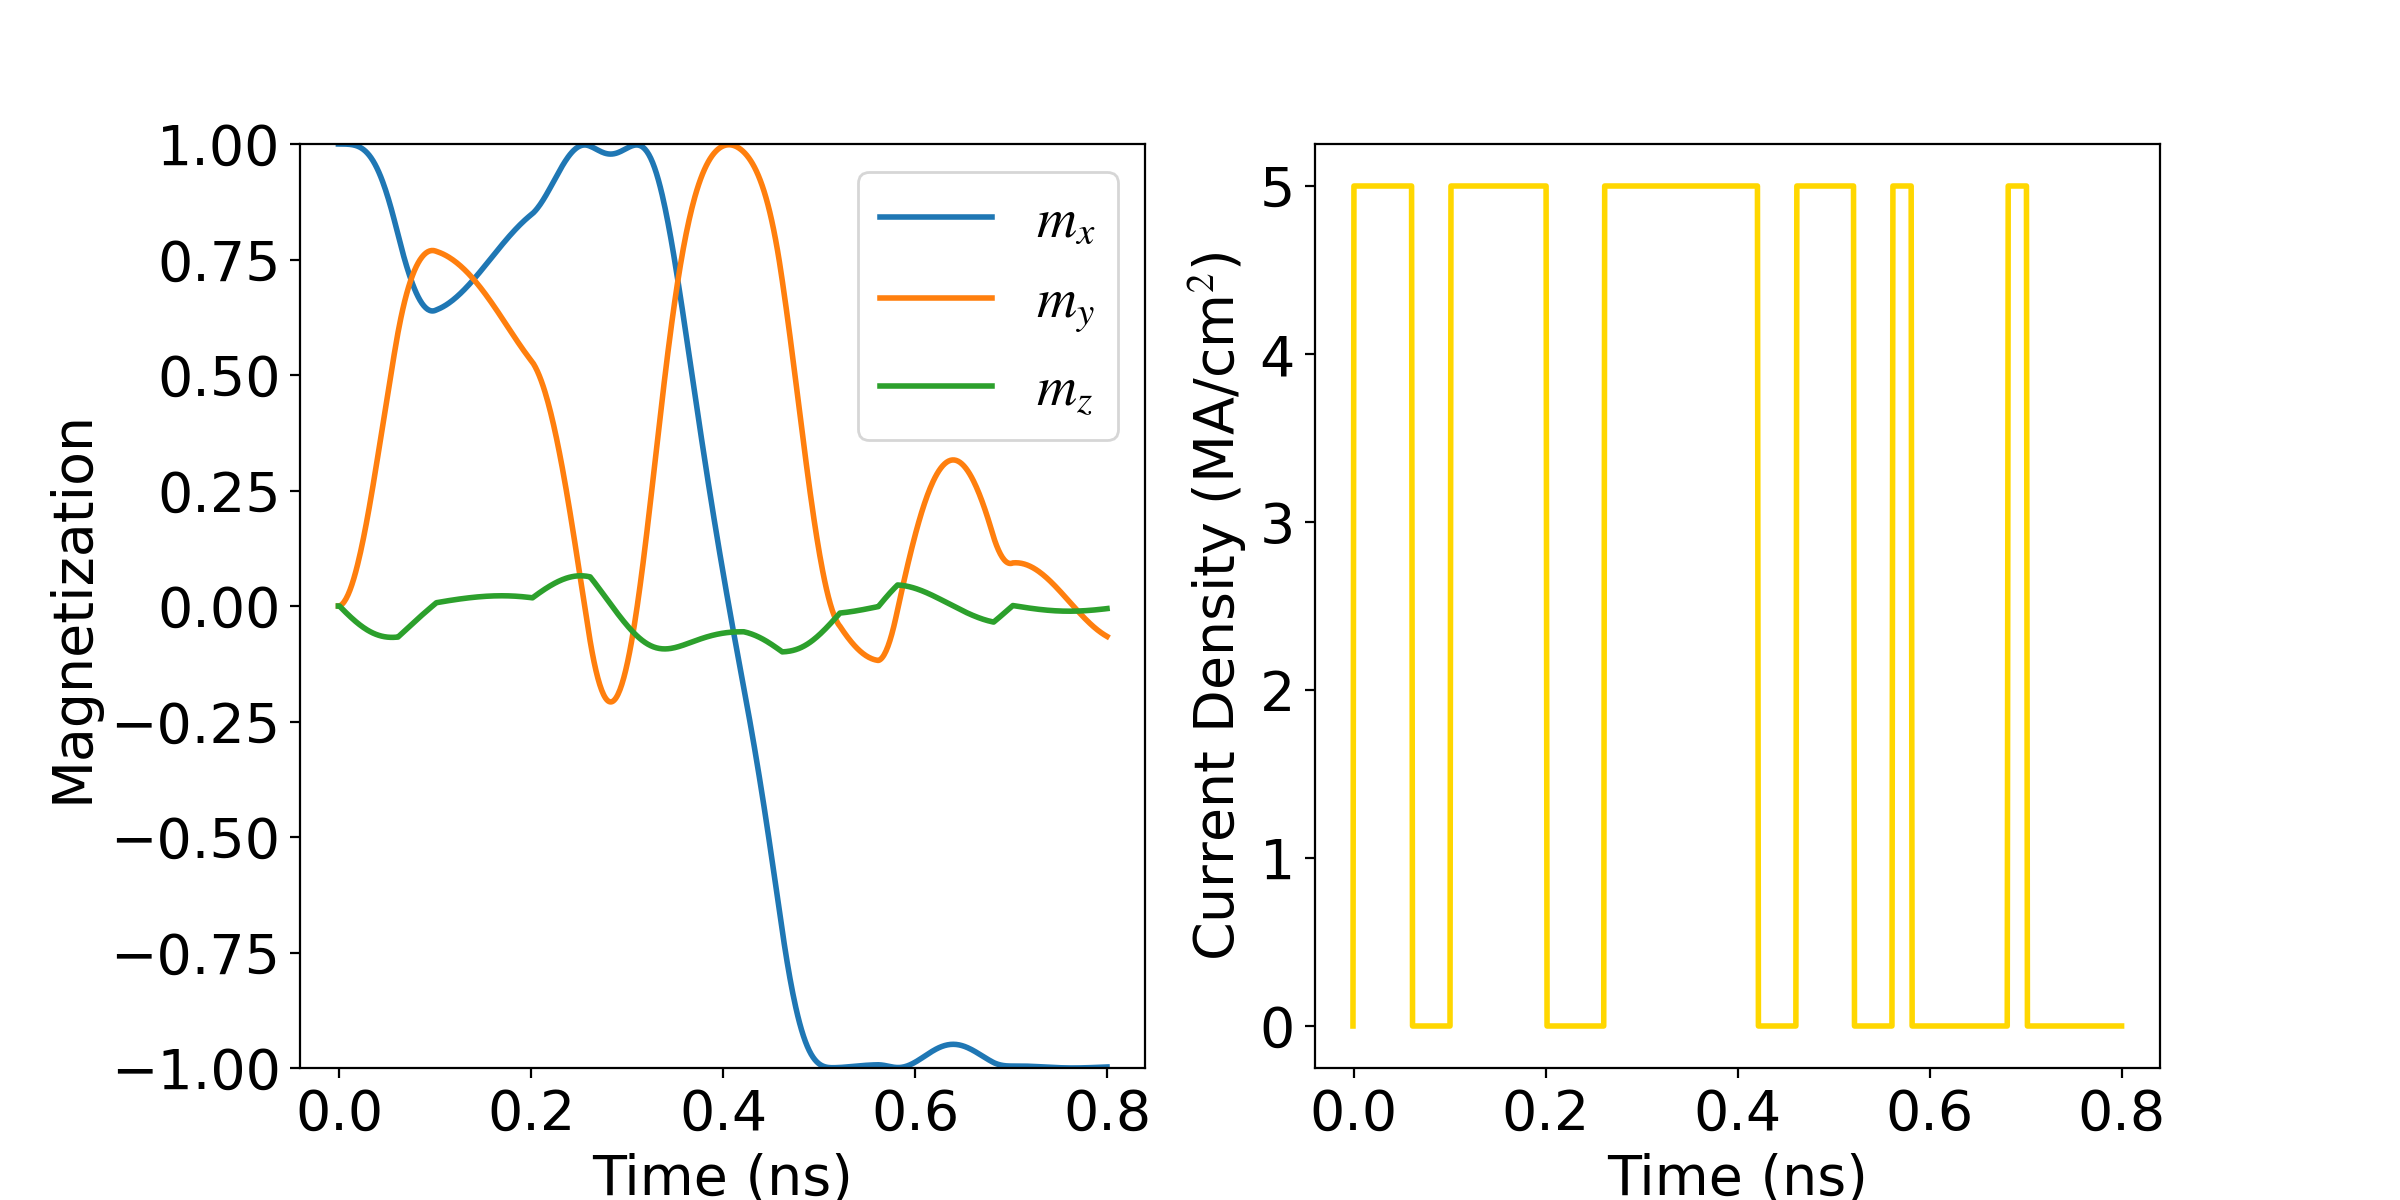 Magnetization
1.00
0.75
0.50
0.25
0.00
−0.25
−0.50
−0.75
−1.00
0.0 0.2 0.4 0.6 0.8
Time (ns)
m_x
m_y
m_z
Current Density (MA/cm²)
5
4
3
2
1
0
0.0 0.2 0.4 0.6 0.8
Time (ns)